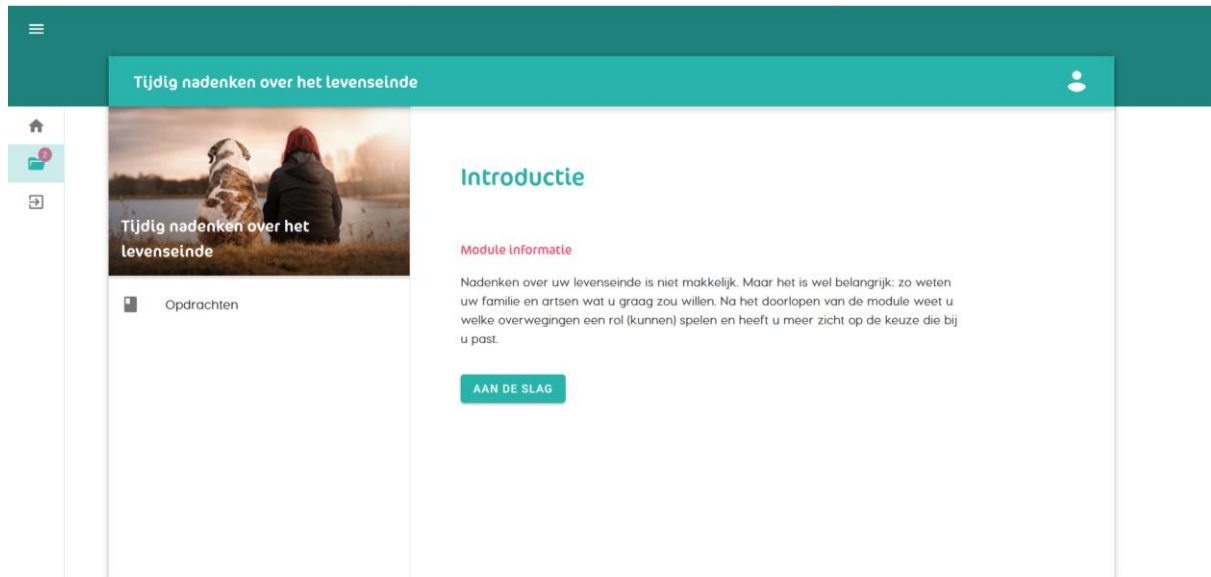 Tijdig nadenken over het levenseinde
2
Tijdig nadenken over het
levenseinde
Opdrachten
Introductie
Module informatie
Nadenken over uw levenseinde is niet makkelijk. Maar het is wel belangrijk: zo weten
uw familie en artsen wat u graag zou willen. Na het doorlopen van de module weet u
welke overwegingen een rol (kunnen) spelen en heeft u meer zicht op de keuze die bij
u past.
AAN DE SLAG